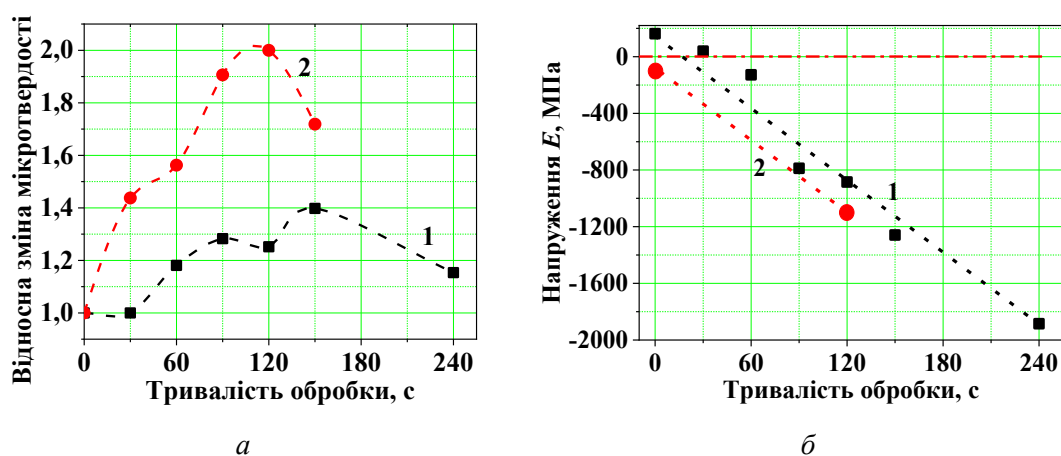 Відносна зміна мікротвердості
2,0
1,8
1,6
1,4
1,2
1,0
2
1
0 60 120 180 240
Тривалість обробки, с
а
Напруження E, МПа
0
-400
-800
-1200
-1600
-2000
2
1
0 60 120 180 240
Тривалість обробки, с
б